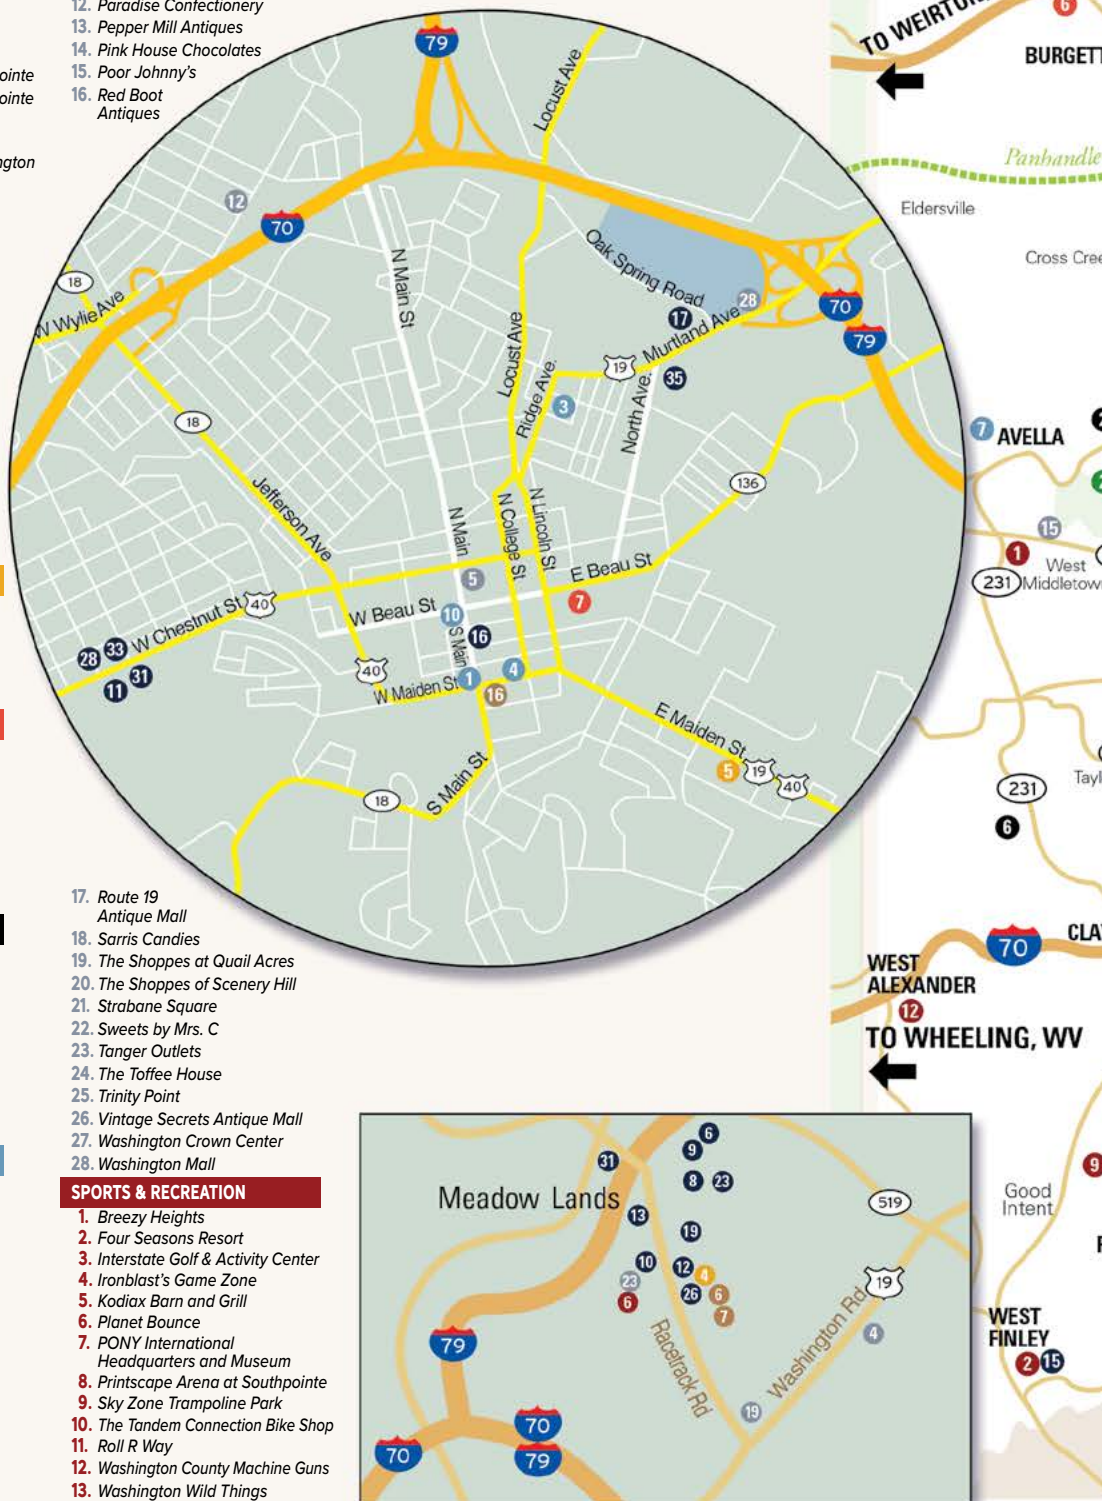 12. Paradise Confectionery
13. Pepper Mill Antiques
14. Pink House Chocolates
15. Poor Johnny's
16. Red Boot
Antiques
ointe
ointe
79
Locust Ave
12
70
18
W Wylie Ave
N Main St
Oak Spring Road
28
17
Murtland Ave
70
79
Locust Ave
Ridge Ave.
19
35
3
North Ave.
18
Jefferson Ave
136
N Main
N College St
N Lincoln St
E Beau St
5
7
W Chestnut St
40
W Beau St
10
S Main
16
28
33
11
31
40
W Maiden St
1
4
16
E Maiden St
5
19
40
S Main St
18
TO WEIRTON,
6
BURGETT
Panhandle
Eldersville
Cross Cree
7
AVELLA
15
1
West
Middletow
231
231
6
Tayl
70
CLA
WEST
ALEXANDER
12
TO WHEELING, WV
9
Good
Intent
WEST
FINLEY
2
15
17. Route 19
Antique Mall
18. Sarris Candies
19. The Shoppes at Quail Acres
20. The Shoppes of Scenery Hill
21. Strabane Square
22. Sweets by Mrs. C
23. Tanger Outlets
24. The Toffee House
25. Trinity Point
26. Vintage Secrets Antique Mall
27. Washington Crown Center
28. Washington Mall
SPORTS & RECREATION
1. Breezy Heights
2. Four Seasons Resort
3. Interstate Golf & Activity Center
4. Ironblast's Game Zone
5. Kodiax Barn and Grill
6. Planet Bounce
7. PONY International
Headquarters and Museum
8. Printscape Arena at Southpointe
9. Sky Zone Trampoline Park
10. The Tandem Connection Bike Shop
11. Roll R Way
12. Washington County Machine Guns
13. Washington Wild Things
6
9
31
8
23
Meadow Lands
13
19
519
10
12
4
23
26
6
6
7
19
Racetrack Rd
Washington Rd
4
79
19
70
70
79